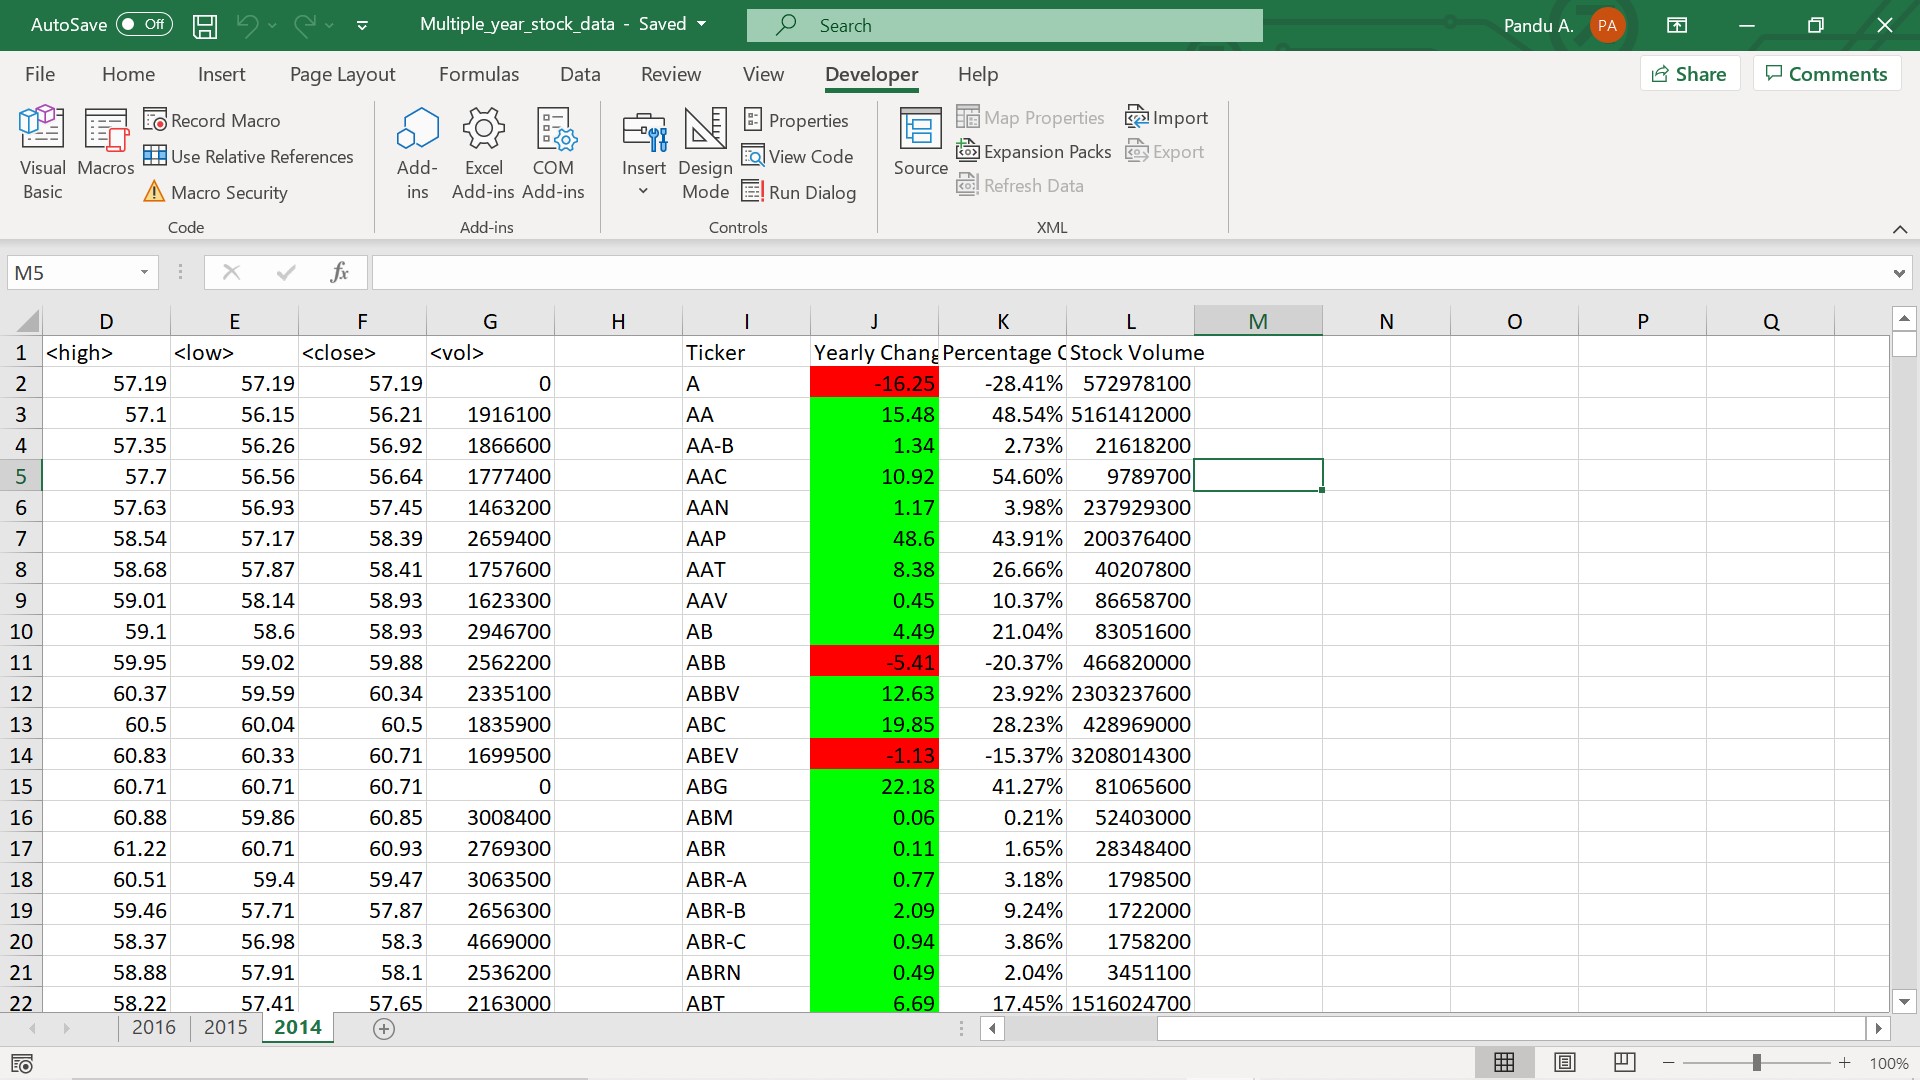 AutoSave Off Multiple_year_stock_data - Saved Search Pandu A. PA
File Home Insert Page Layout Formulas Data Review View Developer Help Share Comments
Visual Basic Macros Record Macro Use Relative References Macro Security
Add-ins Excel Add-ins COM Add-ins
Insert Design Mode Properties View Code Run Dialog
Source Map Properties Expansion Packs Refresh Data Import Export
Code Add-ins Controls XML
M5 fx
D E F G H I J K L M N O P Q
1 <high> <low> <close> <vol> Ticker Yearly Chang Percentage C Stock Volume
2 57.19 57.19 57.19 0 A -16.25 -28.41% 572978100
3 57.1 56.15 56.21 1916100 AA 15.48 48.54% 5161412000
4 57.35 56.26 56.92 1866600 AA-B 1.34 2.73% 21618200
5 57.7 56.56 56.64 1777400 AAC 10.92 54.60% 9789700
6 57.63 56.93 57.45 1463200 AAN 1.17 3.98% 237929300
7 58.54 57.17 58.39 2659400 AAP 48.6 43.91% 200376400
8 58.68 57.87 58.41 1757600 AAT 8.38 26.66% 40207800
9 59.01 58.14 58.93 1623300 AAV 0.45 10.37% 86658700
10 59.1 58.6 58.93 2946700 AB 4.49 21.04% 83051600
11 59.95 59.02 59.88 2562200 ABB -5.41 -20.37% 466820000
12 60.37 59.59 60.34 2335100 ABBV 12.63 23.92% 2303237600
13 60.5 60.04 60.5 1835900 ABC 19.85 28.23% 428969000
14 60.83 60.33 60.71 1699500 ABEV -1.13 -15.37% 3208014300
15 60.71 60.71 60.71 0 ABG 22.18 41.27% 81065600
16 60.88 59.86 60.85 3008400 ABM 0.06 0.21% 52403000
17 61.22 60.71 60.93 2769300 ABR 0.11 1.65% 28348400
18 60.51 59.4 59.47 3063500 ABR-A 0.77 3.18% 1798500
19 59.46 57.71 57.87 2656300 ABR-B 2.09 9.24% 1722000
20 58.37 56.98 58.3 4669000 ABR-C 0.94 3.86% 1758200
21 58.88 57.91 58.1 2536200 ABRN 0.49 2.04% 3451100
22 58.22 57.41 57.65 2163000 ABT 6.69 17.45% 1516024700
2016 2015 2014
100%